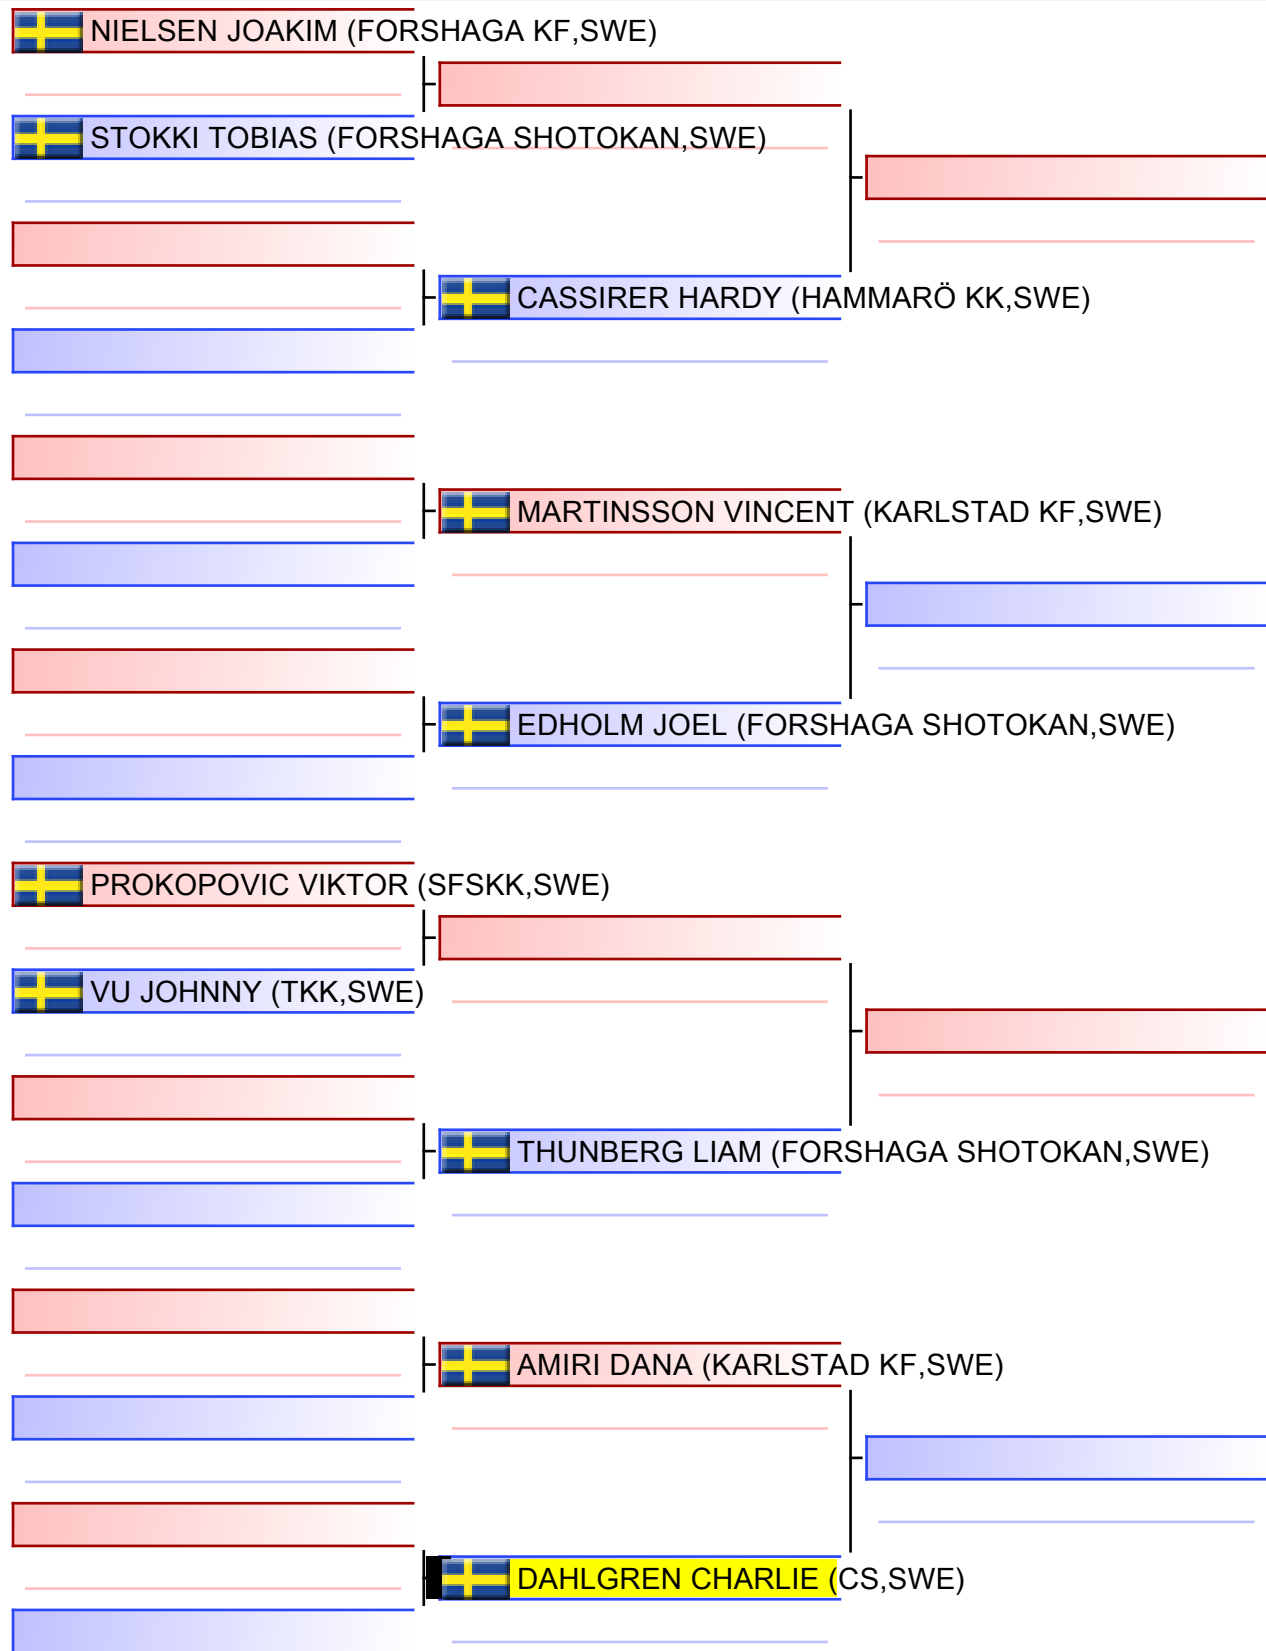 NIELSEN JOAKIM (FORSHAGA KF,SWE)
STOKKI TOBIAS (FORSHAGA SHOTOKAN,SWE)
CASSIRER HARDY (HAMMARÖ KK,SWE)
MARTINSSON VINCENT (KARLSTAD KF,SWE)
EDHOLM JOEL (FORSHAGA SHOTOKAN,SWE)
PROKOPOVIC VIKTOR (SFSKK,SWE)
VU JOHNNY (TKK,SWE)
THUNBERG LIAM (FORSHAGA SHOTOKAN,SWE)
AMIRI DANA (KARLSTAD KF,SWE)
DAHLGREN CHARLIE (CS,SWE)